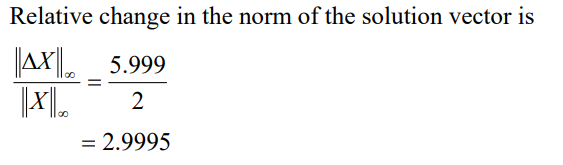 Relative change in the norm of the solution vector is
‖ΔX‖∞ / ‖X‖∞ = 5.999 / 2
= 2.9995